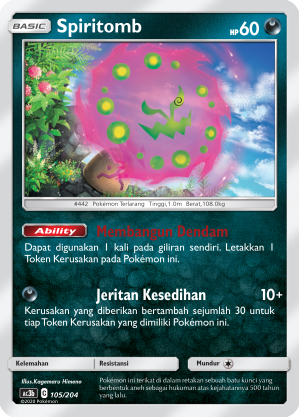 BASIC Spiritomb HP60
#442 Pokémon Terlarang Tinggi,1.0m Berat,108.0kg
Ability Membangun Dendam
Dapat digunakan 1 kali pada giliran sendiri. Letakkan 1
Token Kerusakan pada Pokémon ini.
Jeritan Kesedihan 10+
Kerusakan yang diberikan bertambah sejumlah 30 untuk
tiap Token Kerusakan yang dimiliki Pokémon ini.
Kelemahan Resistansi Mundur
Illus.Kagemaru Himeno
AC3b C 105/204
©2020 Pokémon
Pokémon ini terikat di dalam retakan sebuah batu kunci yang
berbentuk aneh sebagai hukuman atas kejahatannya 500 tahun
yang lalu.